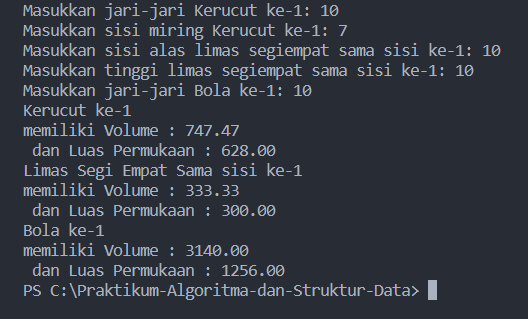 Masukkan jari-jari Kerucut ke-1: 10
Masukkan sisi miring Kerucut ke-1: 7
Masukkan sisi alas limas segiempat sama sisi ke-1: 10
Masukkan tinggi limas segiempat sama sisi ke-1: 10
Masukkan jari-jari Bola ke-1: 10
Kerucut ke-1
memiliki Volume : 747.47
 dan Luas Permukaan : 628.00
Limas Segi Empat Sama sisi ke-1
memiliki Volume : 333.33
 dan Luas Permukaan : 300.00
Bola ke-1
memiliki Volume : 3140.00
 dan Luas Permukaan : 1256.00
PS C:\Praktikum-Algoritma-dan-Struktur-Data>